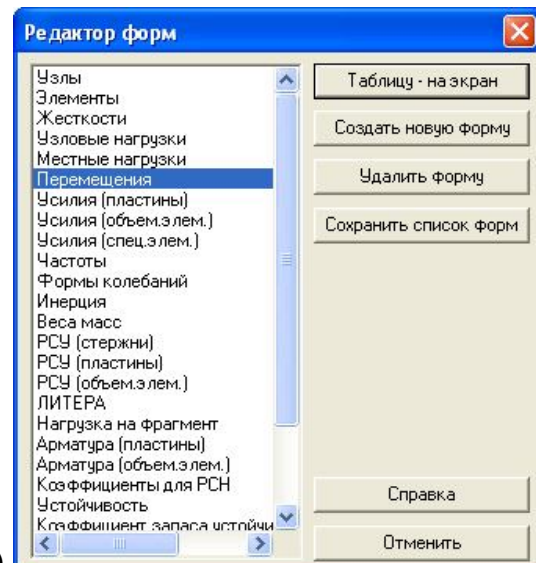 Редактор форм
Узлы
Элементы
Жесткости
Узловые нагрузки
Местные нагрузки
Перемещения
Усилия (пластины)
Усилия (объем.элем.)
Усилия (спец.элем.)
Частоты
Формы колебаний
Инерция
Веса масс
РСУ (стержни)
РСУ (пластины)
РСУ (объем.элем.)
ЛИТЕРА
Нагрузка на фрагмент
Арматура (пластины)
Арматура (объем.элем.)
Коэффициенты для РСН
Устойчивость
Коэффициент запаса устойчи
Таблицу - на экран
Создать новую форму
Удалить форму
Сохранить список форм
Справка
Отменить
)